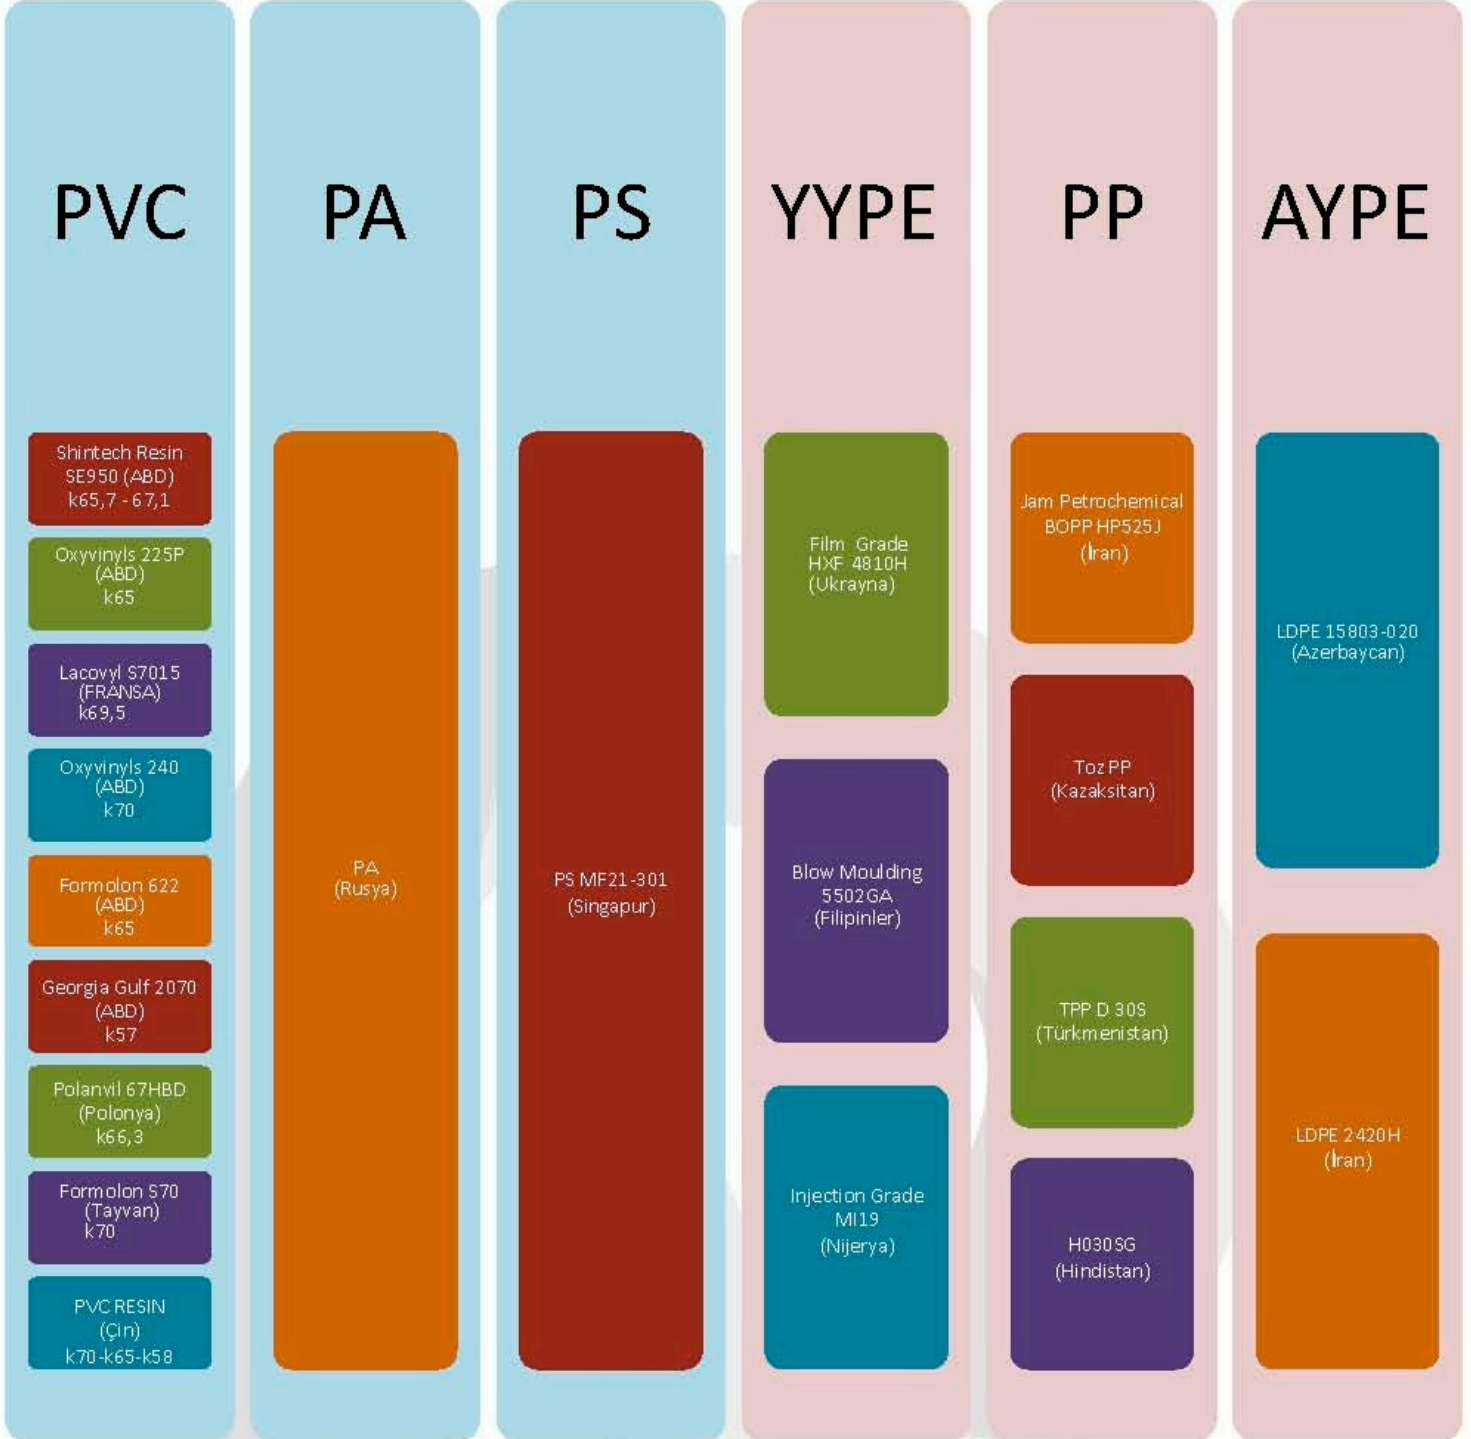 PVC
Shintech Resin
SE950 (ABD)
k65,7 - 67,1
Oxyvinyls 225P
(ABD)
k65
Lacovyl S7015
(FRANSA)
k69,5
Oxyvinyls 240
(ABD)
k70
Formolon 622
(ABD)
k65
Georgia Gulf 2070
(ABD)
k57
Polanvil 67HBD
(Polonya)
k66,3
Formolon S70
(Tayvan)
k70
PVC RESIN
(Çin)
k70-k65-k58
PA
PA
(Rusya)
PS
PS MF21-301
(Singapur)
YYPE
Film Grade
HXF 4810H
(Ukrayna)
Blow Moulding
5502GA
(Filipinler)
Injection Grade
MI19
(Nijerya)
PP
Jam Petrochemical
BOPP HP525J
(İran)
Toz PP
(Kazaksitan)
TPP D 30S
(Türkmenistan)
H030SG
(Hindistan)
AYPE
LDPE 15803-020
(Azerbaycan)
LDPE 2420H
(İran)